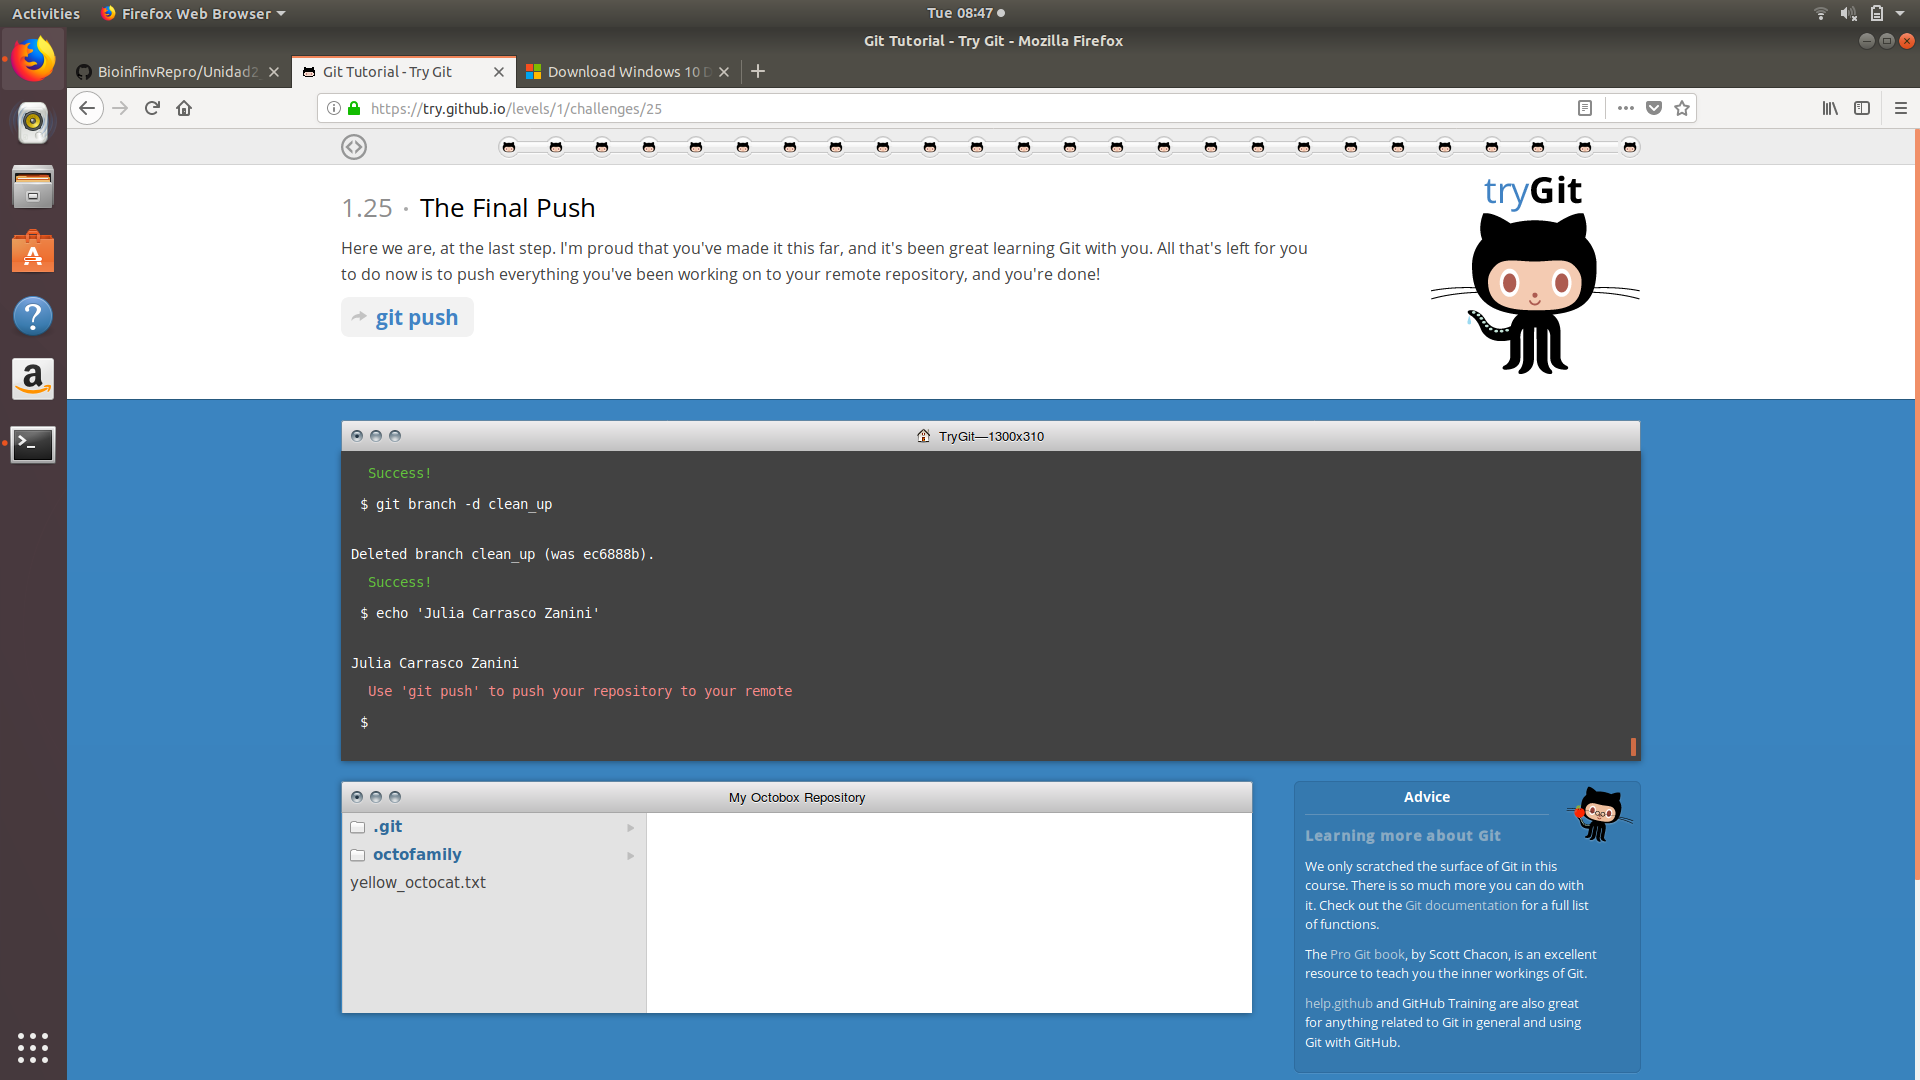 Activities
Firefox Web Browser
Tue 08:47
Git Tutorial - Try Git - Mozilla Firefox
BioinfinvRepro/Unidad2
Git Tutorial - Try Git
Download Windows 10 D
https://try.github.io/levels/1/challenges/25
1.25 · The Final Push
tryGit
Here we are, at the last step. I'm proud that you've made it this far, and it's been great learning Git with you. All that's left for you
to do now is to push everything you've been working on to your remote repository, and you're done!
git push
TryGit—1300x310
Success!
$ git branch -d clean_up
Deleted branch clean_up (was ec6888b).
Success!
$ echo 'Julia Carrasco Zanini'
Julia Carrasco Zanini
Use 'git push' to push your repository to your remote
$
My Octobox Repository
.git
octofamily
yellow_octocat.txt
Advice
Learning more about Git
We only scratched the surface of Git in this
course. There is so much more you can do with
it. Check out the Git documentation for a full list
of functions.
The Pro Git book, by Scott Chacon, is an excellent
resource to teach you the inner workings of Git.
help.github and GitHub Training are also great
for anything related to Git in general and using
Git with GitHub.